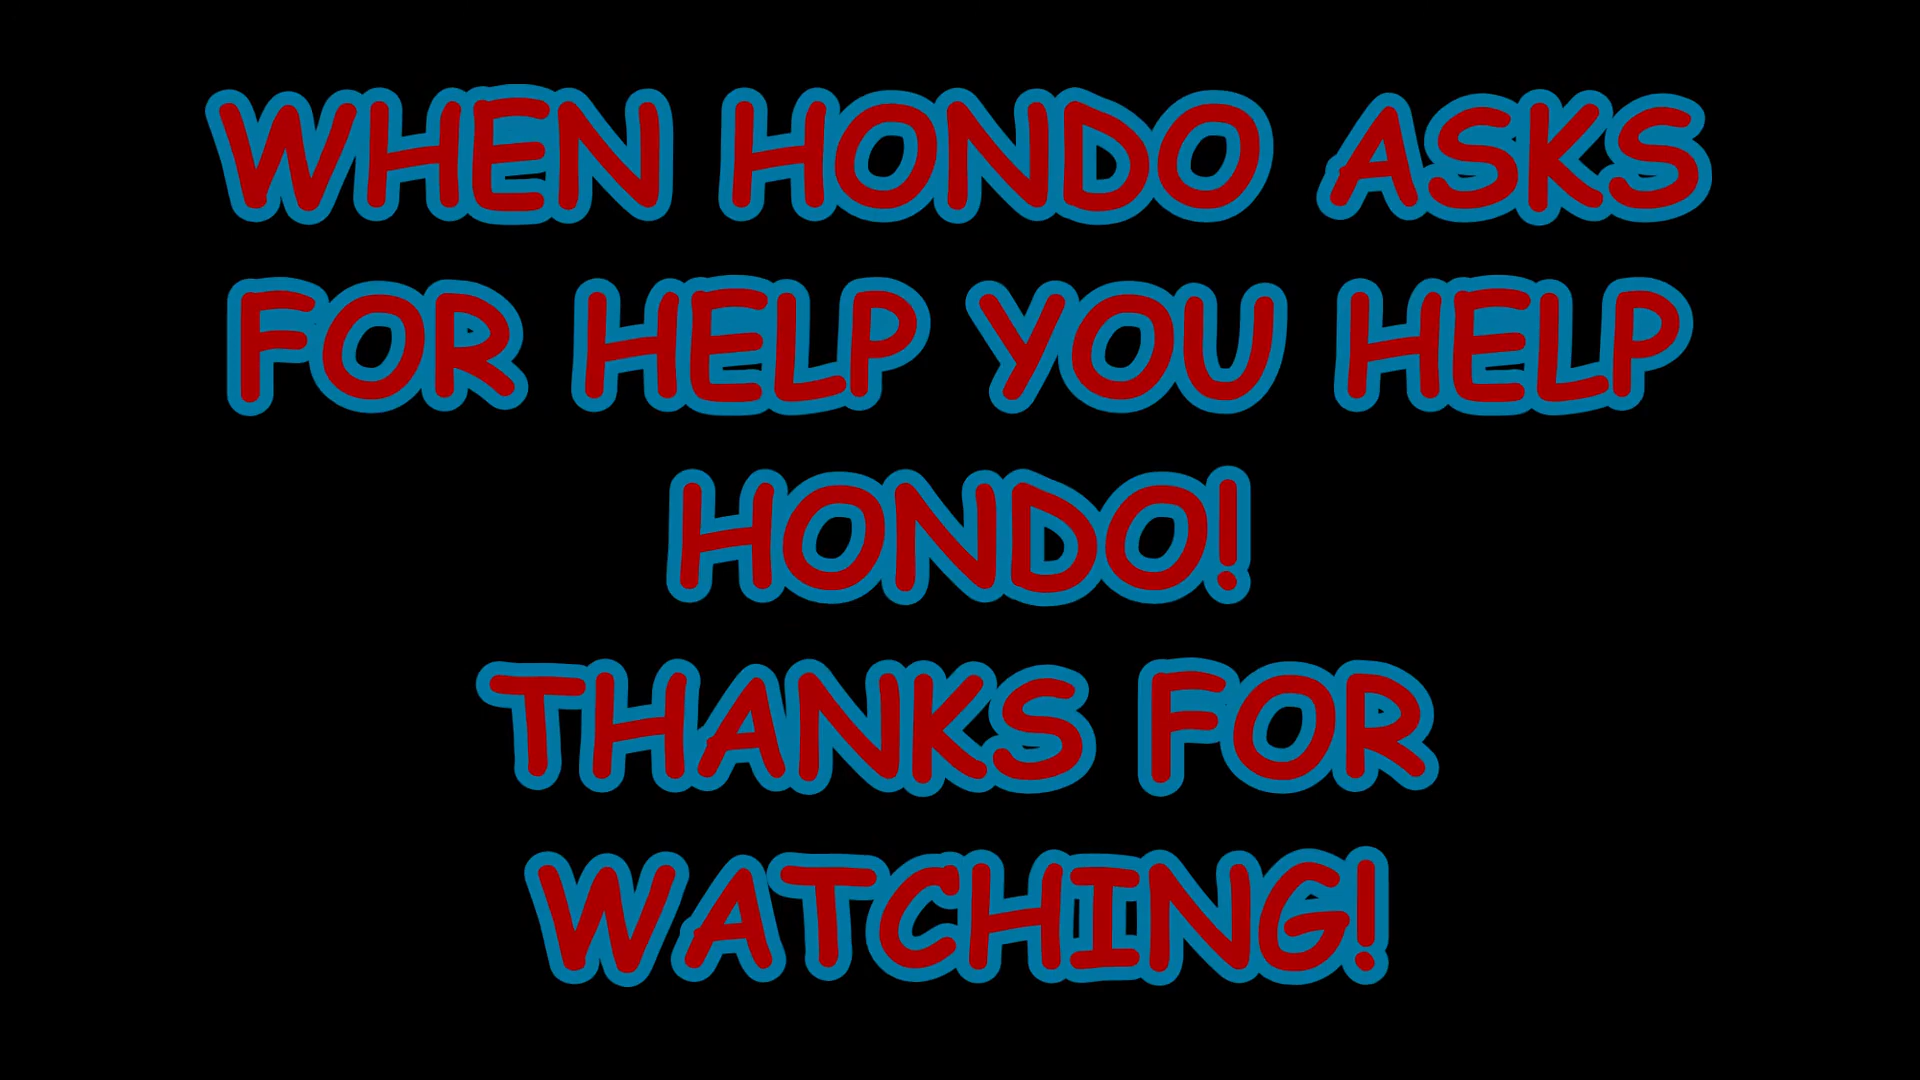 WHEN HONDO ASKS
FOR HELP YOU HELP
HONDO!
THANKS FOR
WATCHING!